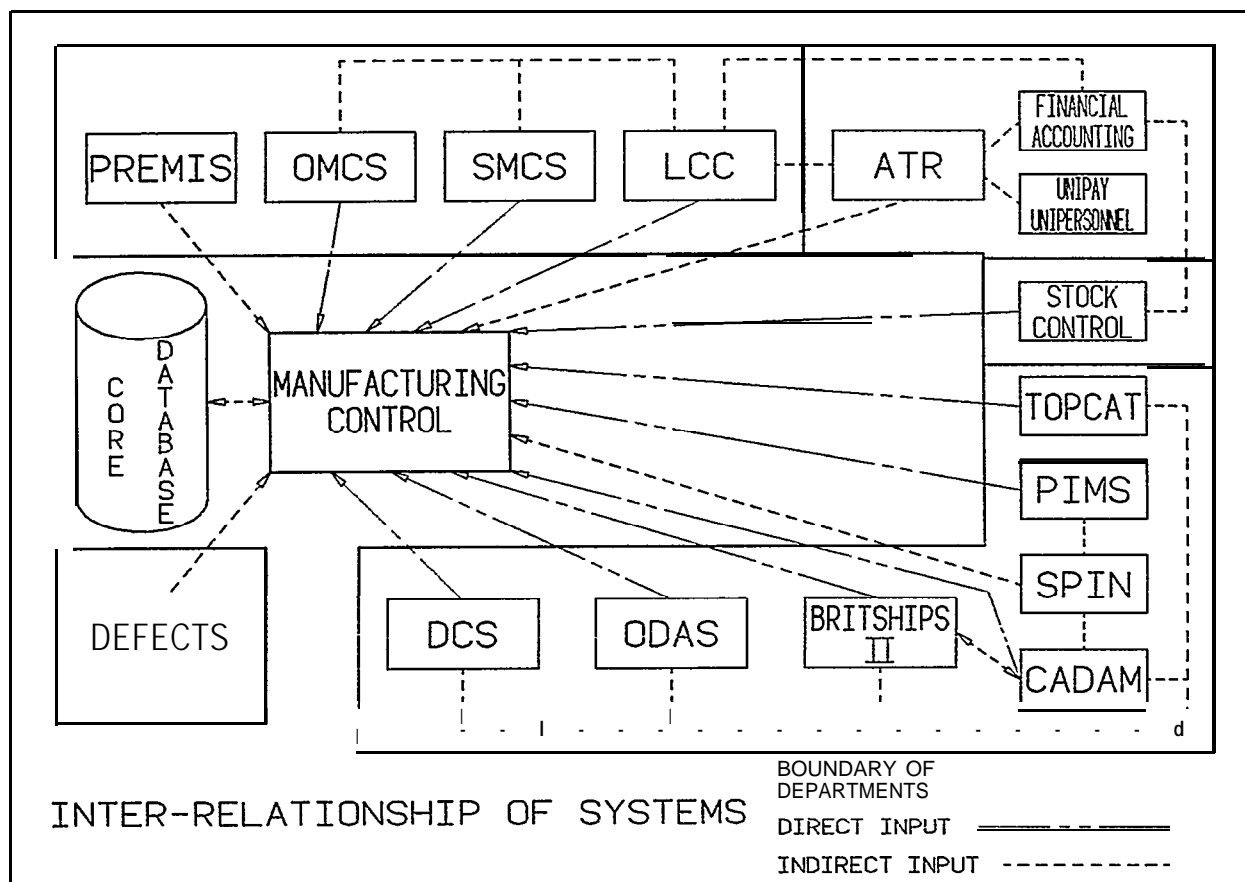 FINANCIAL
ACCOUNTING
PREMIS
OMCS
SMCS
LCC
ATR
UNIPAY
UNIPERSONNEL
STOCK
CONTROL
CORE
DATABASE
MANUFACTURING
CONTROL
TOPCAT
PIMS
SPIN
DEFECTS
DCS
ODAS
BRITSHIPS
II
CADAM
INTER-RELATIONSHIP OF SYSTEMS
BOUNDARY OF
DEPARTMENTS
DIRECT INPUT
INDIRECT INPUT